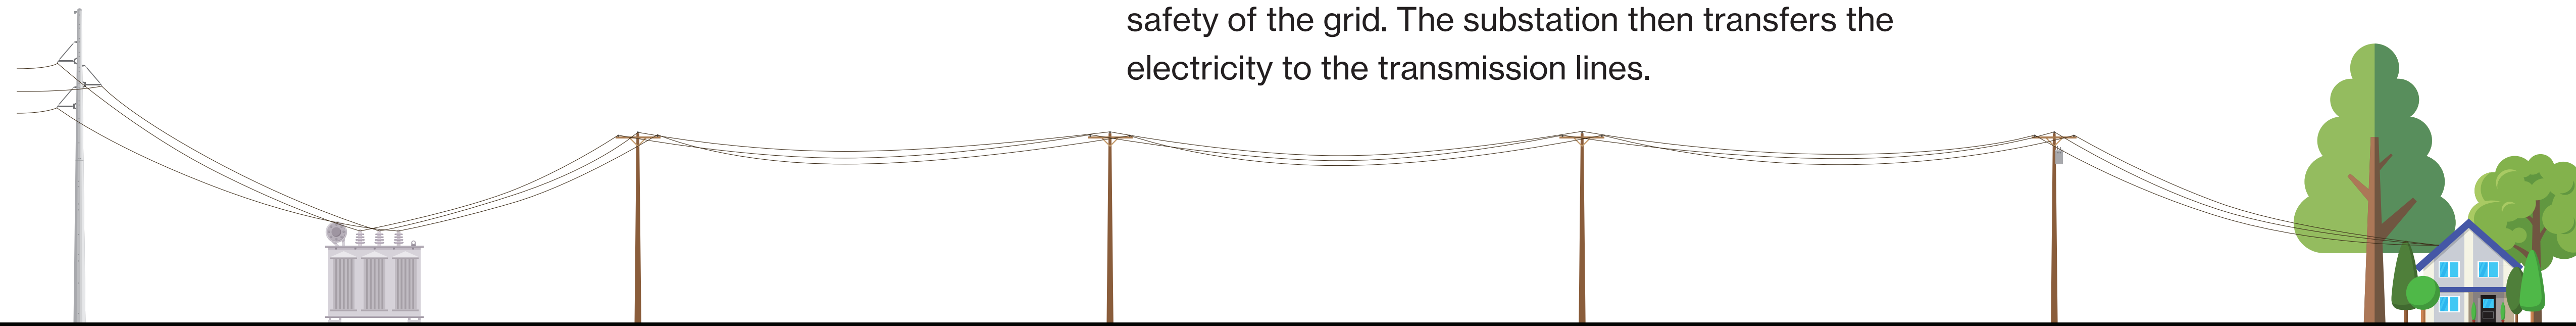 safety of the grid. The substation then transfers the
electricity to the transmission lines.